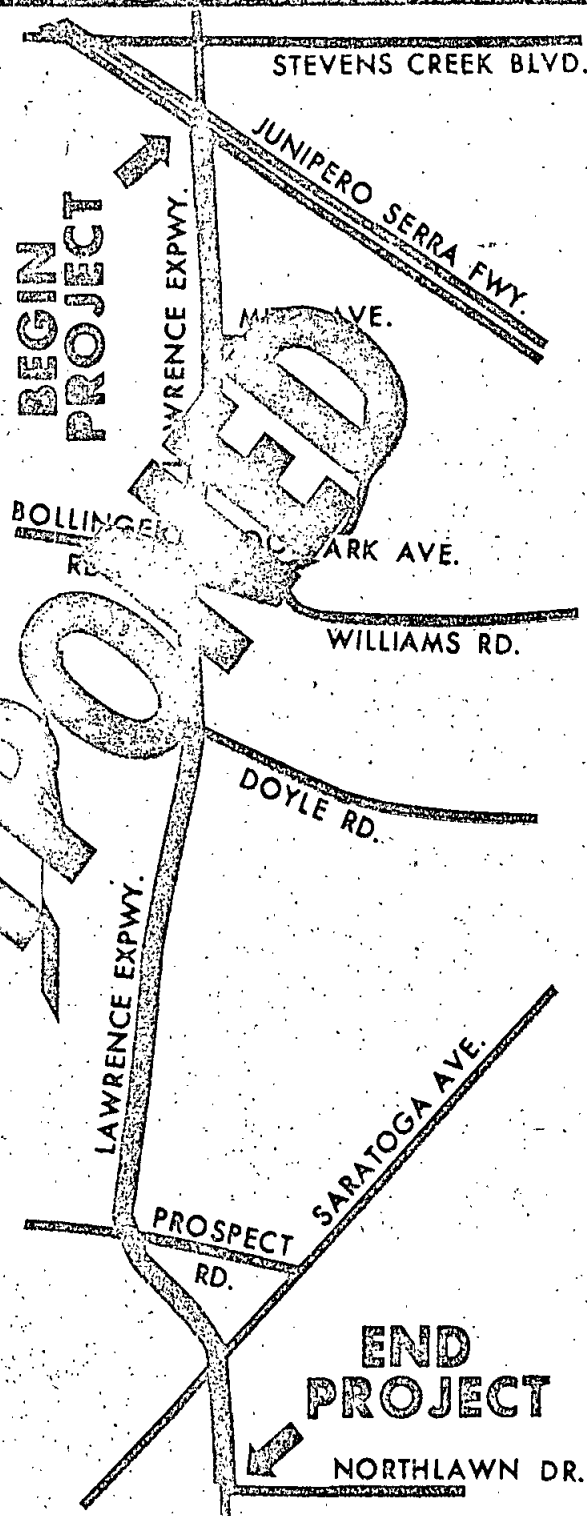 STEVENS CREEK BLVD.
JUNIPERO SERRA FWY.
BEGIN
PROJECT
LAWRENCE EXPWY.
AVE.
BOLLINGER
RD.
AVE.
WILLIAMS RD.
DOYLE RD.
LAWRENCE EXPWY.
SARATOGA AVE.
PROSPECT
RD.
END
PROJECT
NORTHLAWN DR.